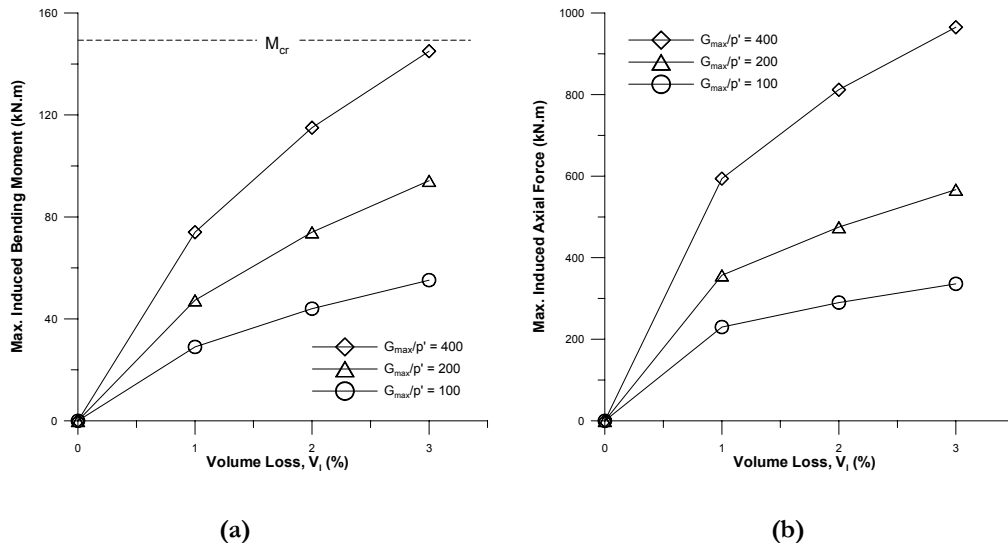 160
120
80
40
0
Max. Induced Bending Moment (kN.m)
M_cr
G_max/p' = 400
G_max/p' = 200
G_max/p' = 100
0 1 2 3
Volume Loss, V_l (%)
(a)
1000
800
600
400
200
0
Max. Induced Axial Force (kN.m)
G_max/p' = 400
G_max/p' = 200
G_max/p' = 100
0 1 2 3
Volume Loss, V_l (%)
(b)